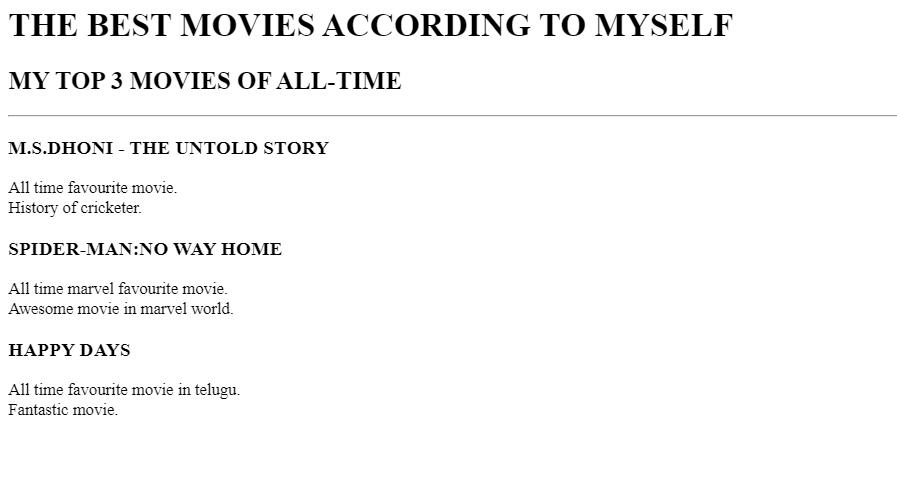 THE BEST MOVIES ACCORDING TO MYSELF
MY TOP 3 MOVIES OF ALL-TIME
M.S.DHONI - THE UNTOLD STORY
All time favourite movie.
History of cricketer.
SPIDER-MAN:NO WAY HOME
All time marvel favourite movie.
Awesome movie in marvel world.
HAPPY DAYS
All time favourite movie in telugu.
Fantastic movie.